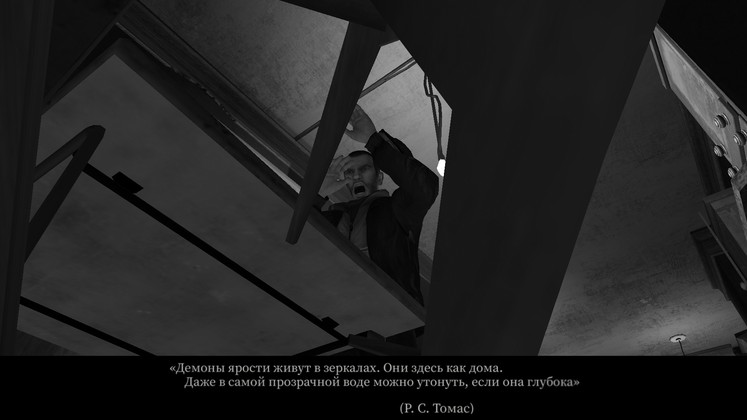 «Демоны ярости живут в зеркалах. Они здесь как дома.
Даже в самой прозрачной воде можно утонуть, если она глубока»
(Р. С. Томас)